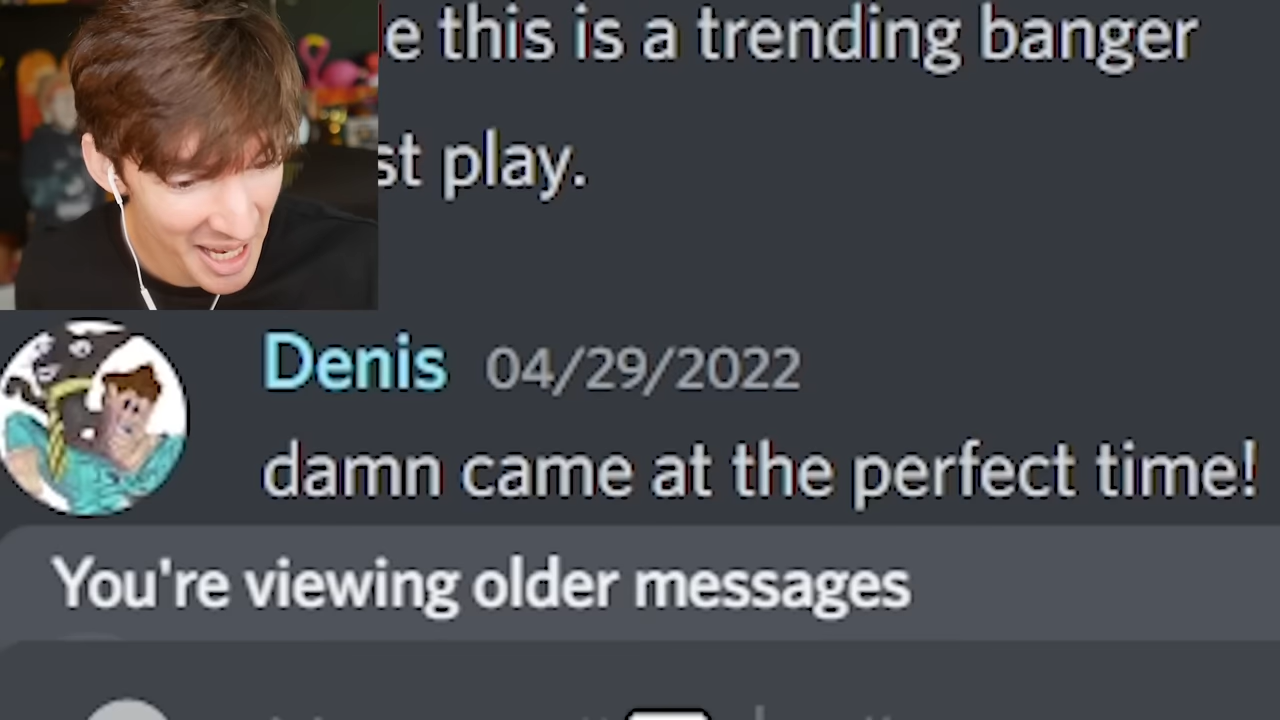 this is a trending banger
play.
Denis 04/29/2022
damn came at the perfect time!
You're viewing older messages